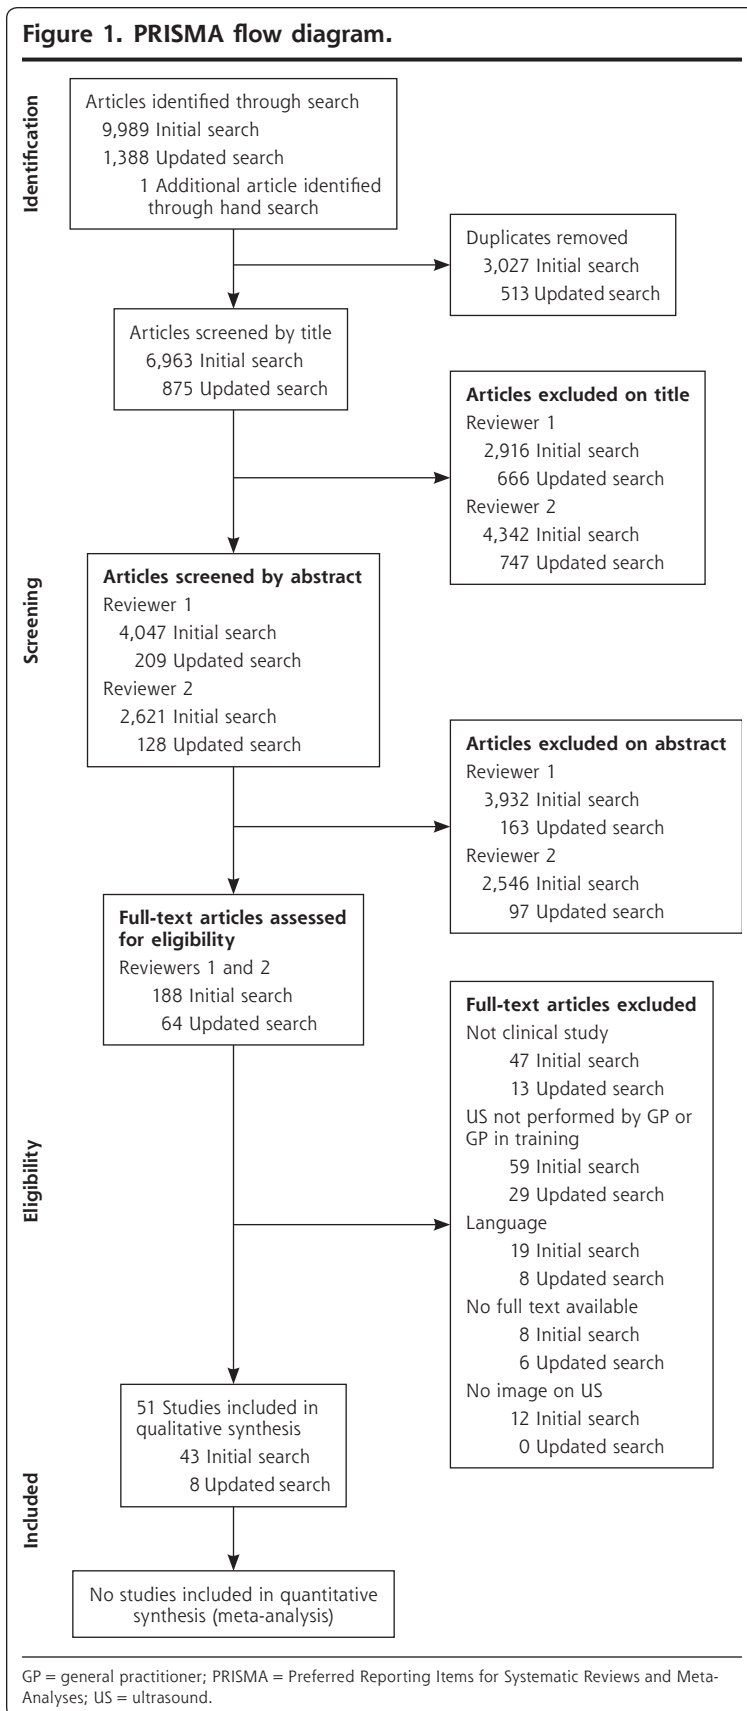 Figure 1. PRISMA flow diagram.
Identification
Articles identified through search
9,989 Initial search
1,388 Updated search
1 Additional article identified
through hand search
Duplicates removed
3,027 Initial search
513 Updated search
Articles screened by title
6,963 Initial search
875 Updated search
Articles excluded on title
Reviewer 1
2,916 Initial search
666 Updated search
Reviewer 2
4,342 Initial search
747 Updated search
Screening
Articles screened by abstract
Reviewer 1
4,047 Initial search
209 Updated search
Reviewer 2
2,621 Initial search
128 Updated search
Articles excluded on abstract
Reviewer 1
3,932 Initial search
163 Updated search
Reviewer 2
2,546 Initial search
97 Updated search
Full-text articles assessed
for eligibility
Reviewers 1 and 2
188 Initial search
64 Updated search
Eligibility
Full-text articles excluded
Not clinical study
47 Initial search
13 Updated search
US not performed by GP or
GP in training
59 Initial search
29 Updated search
Language
19 Initial search
8 Updated search
No full text available
8 Initial search
6 Updated search
No image on US
12 Initial search
0 Updated search
Included
51 Studies included in
qualitative synthesis
43 Initial search
8 Updated search
No studies included in quantitative
synthesis (meta-analysis)
GP = general practitioner; PRISMA = Preferred Reporting Items for Systematic Reviews and Meta-
Analyses; US = ultrasound.